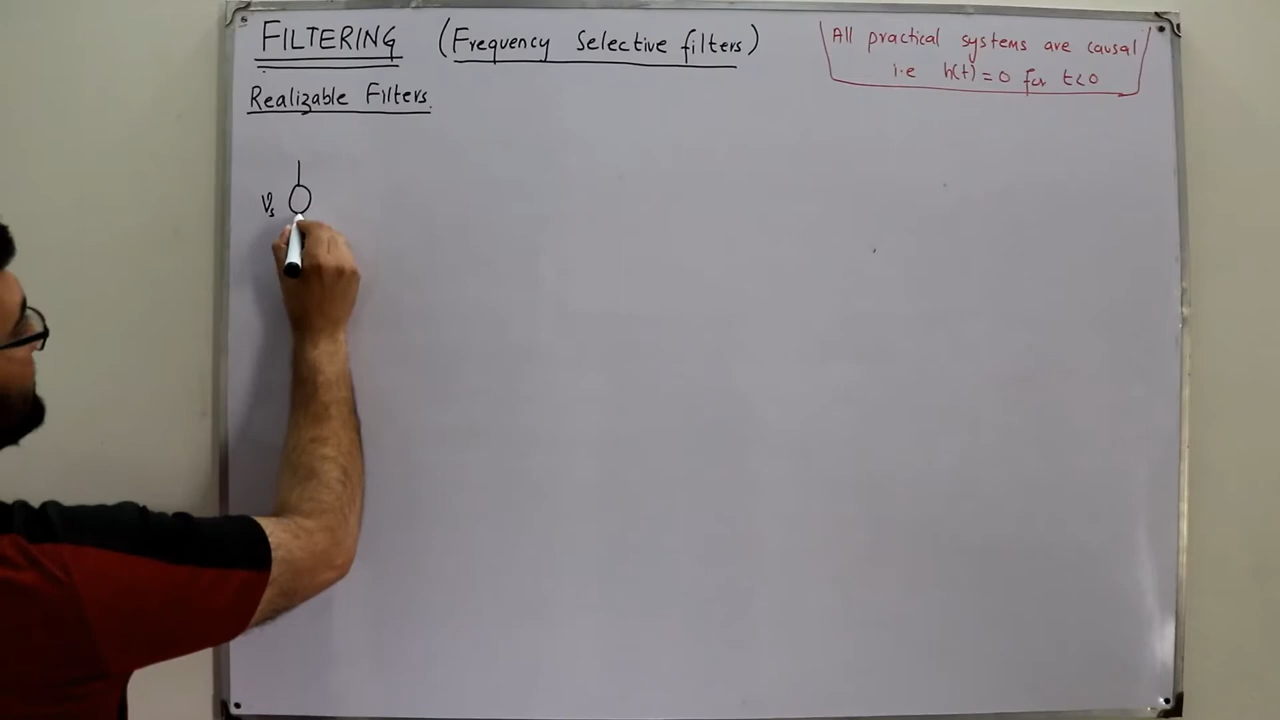 FILTERING (Frequency Selective filters)
All practical systems are causal
i.e h(t) = 0 for t<0
Realizable Filters.
Vs